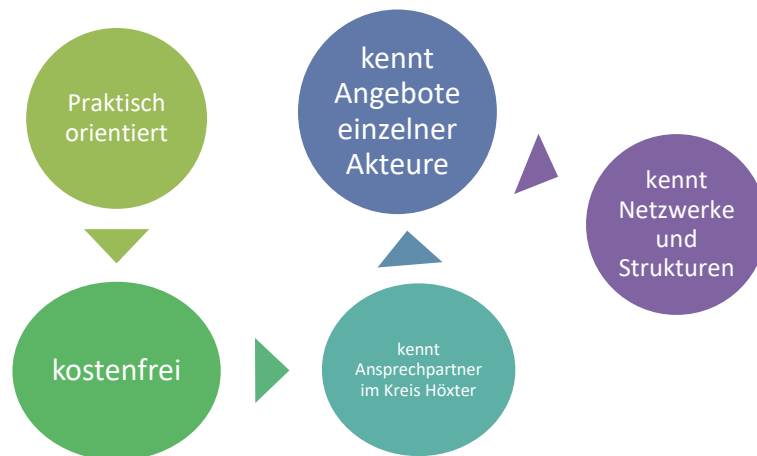 Praktisch
orientiert
kostenfrei
kennt
Ansprechpartner
im Kreis Höxter
kennt
Angebote
einzelner
Akteure
kennt
Netzwerke
und
Strukturen